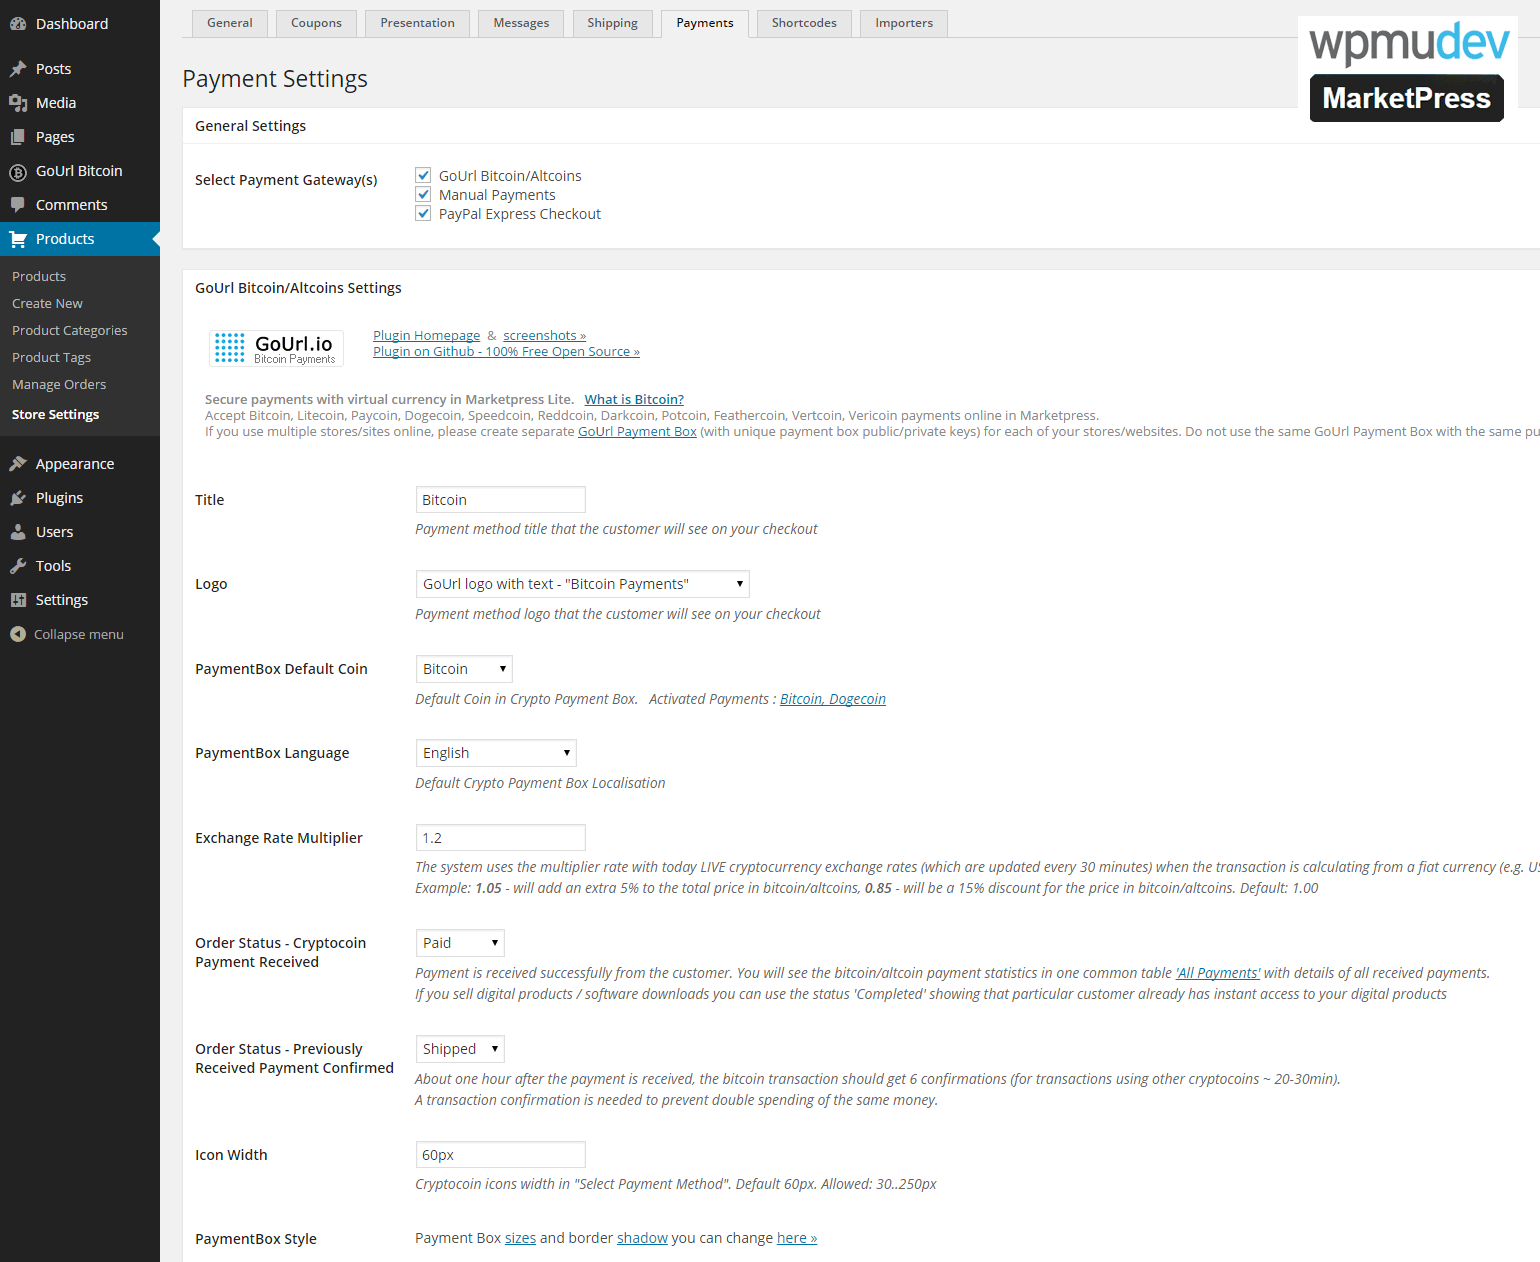 Dashboard
Posts
Media
Pages
GoUrl Bitcoin
Comments
Products
Products
Create New
Product Categories
Product Tags
Manage Orders
Store Settings
Appearance
Plugins
Users
Tools
Settings
Collapse menu
General Coupons Presentation Messages Shipping Payments Shortcodes Importers
wpmudev
MarketPress
Payment Settings
General Settings
Select Payment Gateway(s)
GoUrl Bitcoin/Altcoins
Manual Payments
PayPal Express Checkout
GoUrl Bitcoin/Altcoins Settings
GoUrl.io
Bitcoin Payments
Plugin Homepage & screenshots »
Plugin on Github - 100% Free Open Source »
Secure payments with virtual currency in Marketpress Lite. What is Bitcoin?
Accept Bitcoin, Litecoin, Paycoin, Dogecoin, Speedcoin, Reddcoin, Darkcoin, Potcoin, Feathercoin, Vertcoin, Vericoin payments online in Marketpress.
If you use multiple stores/sites online, please create separate GoUrl Payment Box (with unique payment box public/private keys) for each of your stores/websites. Do not use the same GoUrl Payment Box with the same pu
Title
Bitcoin
Payment method title that the customer will see on your checkout
Logo
GoUrl logo with text - "Bitcoin Payments"
Payment method logo that the customer will see on your checkout
PaymentBox Default Coin
Bitcoin
Default Coin in Crypto Payment Box. Activated Payments : Bitcoin, Dogecoin
PaymentBox Language
English
Default Crypto Payment Box Localisation
Exchange Rate Multiplier
1.2
The system uses the multiplier rate with today LIVE cryptocurrency exchange rates (which are updated every 30 minutes) when the transaction is calculating from a fiat currency (e.g. US
Example: 1.05 - will add an extra 5% to the total price in bitcoin/altcoins, 0.85 - will be a 15% discount for the price in bitcoin/altcoins. Default: 1.00
Order Status - Cryptocoin
Payment Received
Paid
Payment is received successfully from the customer. You will see the bitcoin/altcoin payment statistics in one common table 'All Payments' with details of all received payments.
If you sell digital products / software downloads you can use the status 'Completed' showing that particular customer already has instant access to your digital products
Order Status - Previously
Received Payment Confirmed
Shipped
About one hour after the payment is received, the bitcoin transaction should get 6 confirmations (for transactions using other cryptocoins ~ 20-30min).
A transaction confirmation is needed to prevent double spending of the same money.
Icon Width
60px
Cryptocoin icons width in "Select Payment Method". Default 60px. Allowed: 30..250px
PaymentBox Style
Payment Box sizes and border shadow you can change here »